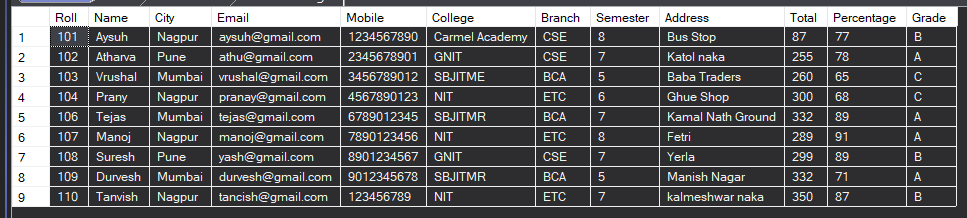 Roll Name City Email Mobile College Branch Semester Address Total Percentage Grade
1 101 Aysuh Nagpur aysuh@gmail.com 1234567890 Carmel Academy CSE 8 Bus Stop 87 77 B
2 102 Atharva Pune athu@gmail.com 2345678901 GNIT CSE 7 Katol naka 255 78 A
3 103 Vrushal Mumbai vrushal@gmail.com 3456789012 SBJITME BCA 5 Baba Traders 260 65 C
4 104 Prany Nagpur pranay@gmail.com 4567890123 NIT ETC 6 Ghue Shop 300 68 C
5 106 Tejas Mumbai tejas@gmail.com 6789012345 SBJITMR BCA 7 Kamal Nath Ground 332 89 A
6 107 Manoj Nagpur manoj@gmail.com 7890123456 NIT ETC 8 Fetri 289 91 A
7 108 Suresh Pune yash@gmail.com 8901234567 GNIT CSE 7 Yerla 299 89 B
8 109 Durvesh Mumbai durvesh@gmail.com 9012345678 SBJITMR BCA 5 Manish Nagar 332 71 A
9 110 Tanvish Nagpur tancish@gmail.com 123456789 NIT ETC 7 kalmeshwar naka 350 87 B